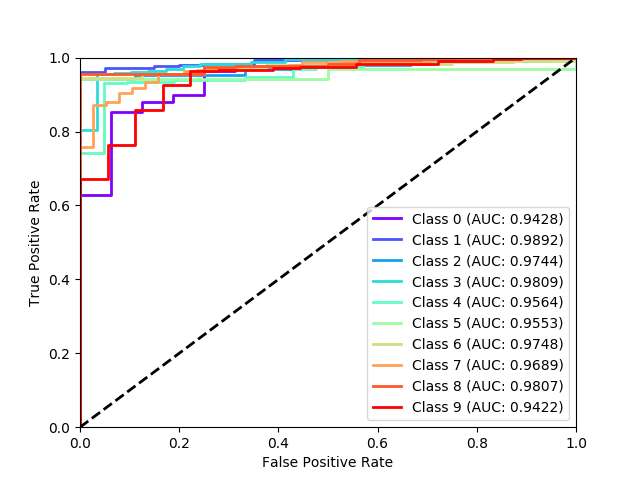 1.0
0.8
0.6
0.4
0.2
0.0
True Positive Rate
0.0 0.2 0.4 0.6 0.8 1.0
False Positive Rate
Class 0 (AUC: 0.9428)
Class 1 (AUC: 0.9892)
Class 2 (AUC: 0.9744)
Class 3 (AUC: 0.9809)
Class 4 (AUC: 0.9564)
Class 5 (AUC: 0.9553)
Class 6 (AUC: 0.9748)
Class 7 (AUC: 0.9689)
Class 8 (AUC: 0.9807)
Class 9 (AUC: 0.9422)